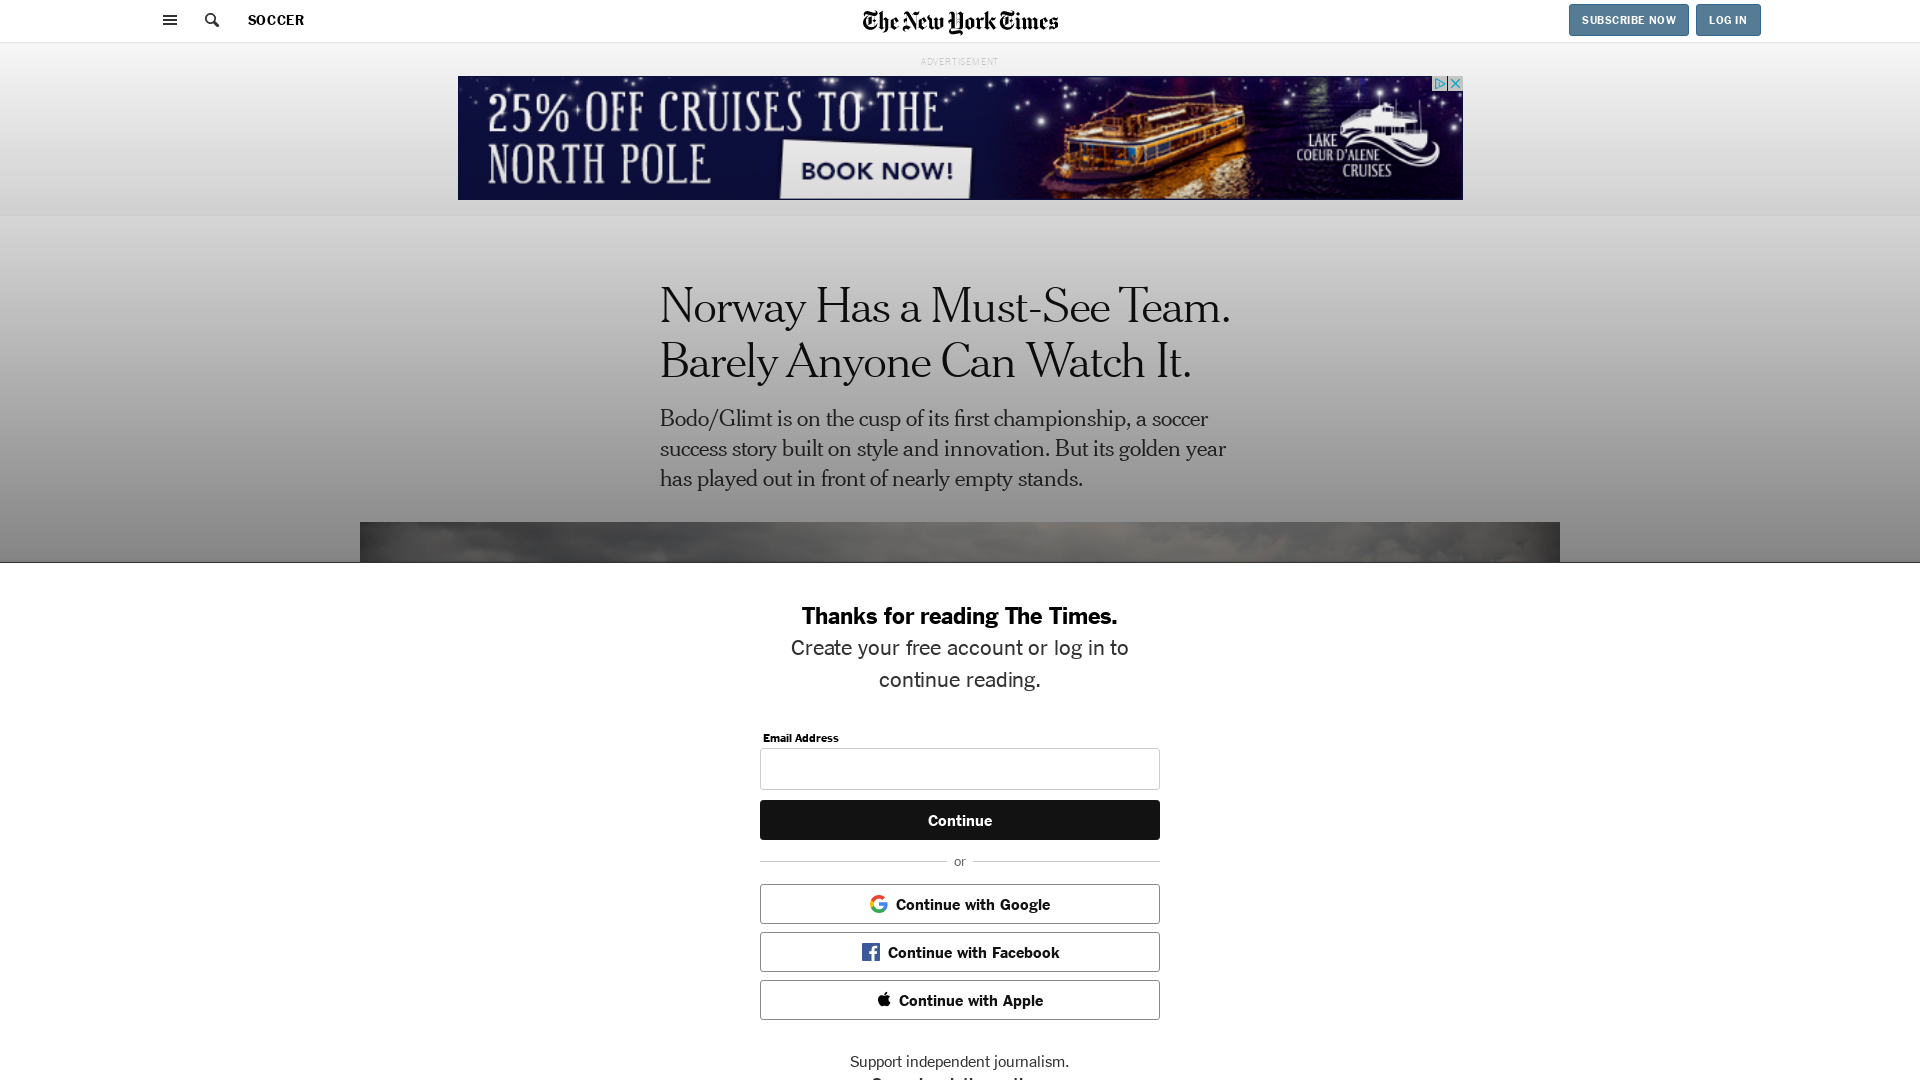 SOCCER
The New York Times
SUBSCRIBE NOW
LOG IN
ADVERTISEMENT
25% OFF CRUISES TO THE
NORTH POLE
BOOK NOW!
LAKE
COEUR D'ALENE
CRUISES
Norway Has a Must-See Team.
Barely Anyone Can Watch It.
Bodo/Glimt is on the cusp of its first championship, a soccer
success story built on style and innovation. But its golden year
has played out in front of nearly empty stands.
Thanks for reading The Times.
Create your free account or log in to
continue reading.
Email Address
Continue
or
Continue with Google
Continue with Facebook
Continue with Apple
Support independent journalism.